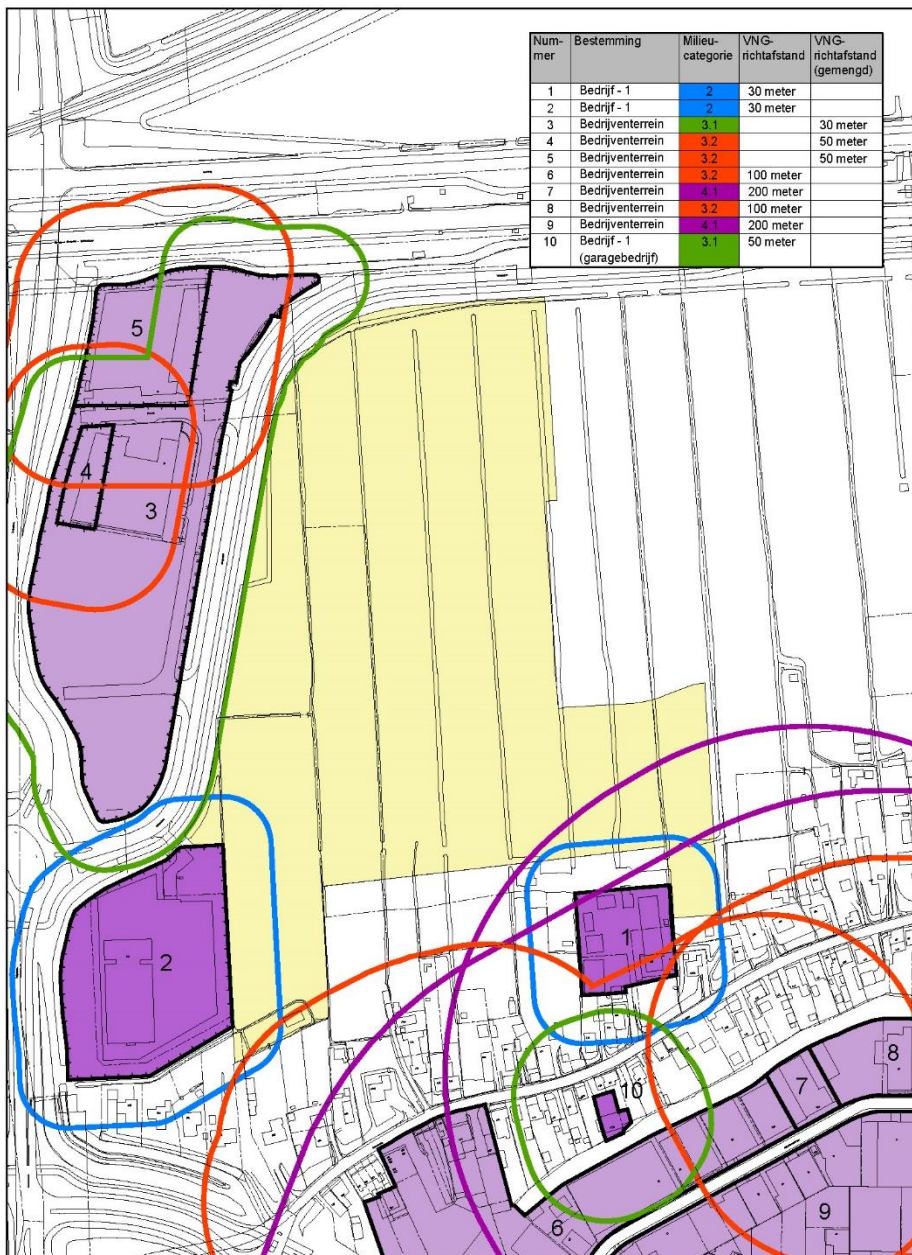 Num-mer Bestemming Milieu-categorie VNG-richtafstand VNG-richtafstand (gemengd)
1 Bedrijf - 1 2 30 meter
2 Bedrijf - 1 2 30 meter
3 Bedrijventerrein 3.1 30 meter
4 Bedrijventerrein 3.2 50 meter
5 Bedrijventerrein 3.2 50 meter
6 Bedrijventerrein 3.2 100 meter
7 Bedrijventerrein 4.1 200 meter
8 Bedrijventerrein 3.2 100 meter
9 Bedrijventerrein 4.1 200 meter
10 Bedrijf - 1 3.1 50 meter
(garagebedrijf)
5
4
3
1
2
10
8
7
6
9